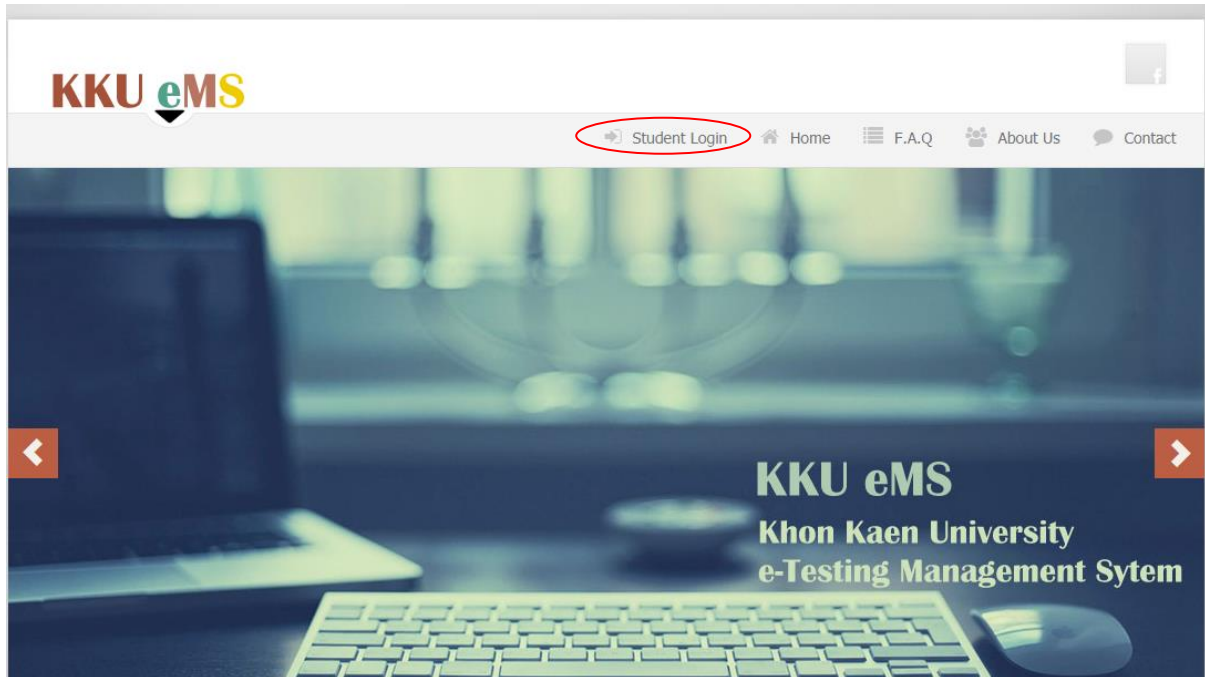 KKU eMS
Student Login Home F.A.Q About Us Contact
KKU eMS
Khon Kaen University
e-Testing Management Sytem